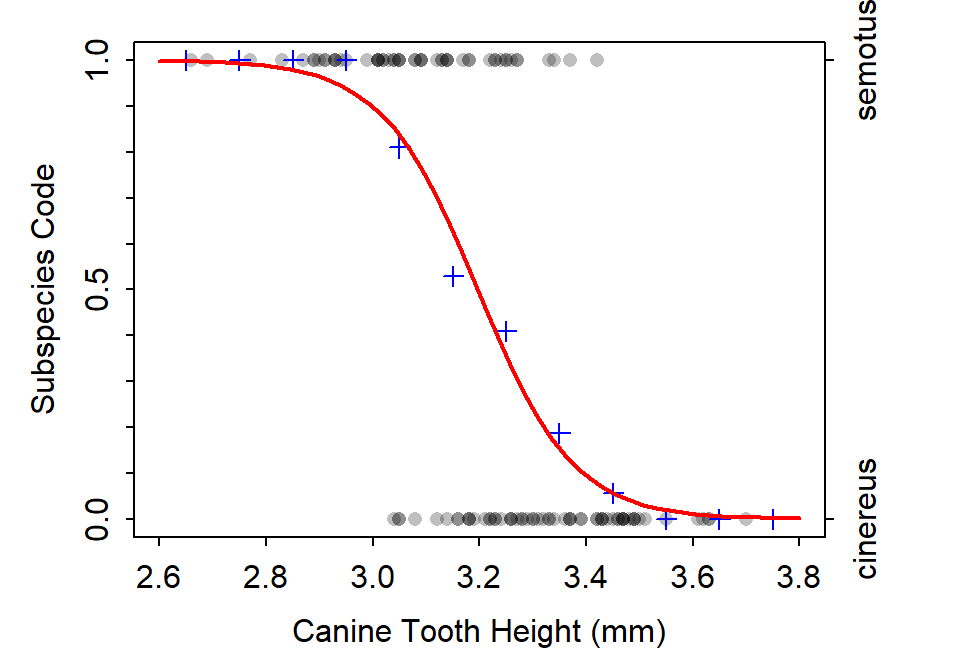 Subspecies Code
1.0
0.5
0.0
semotus
cinereus
2.6 2.8 3.0 3.2 3.4 3.6 3.8
Canine Tooth Height (mm)